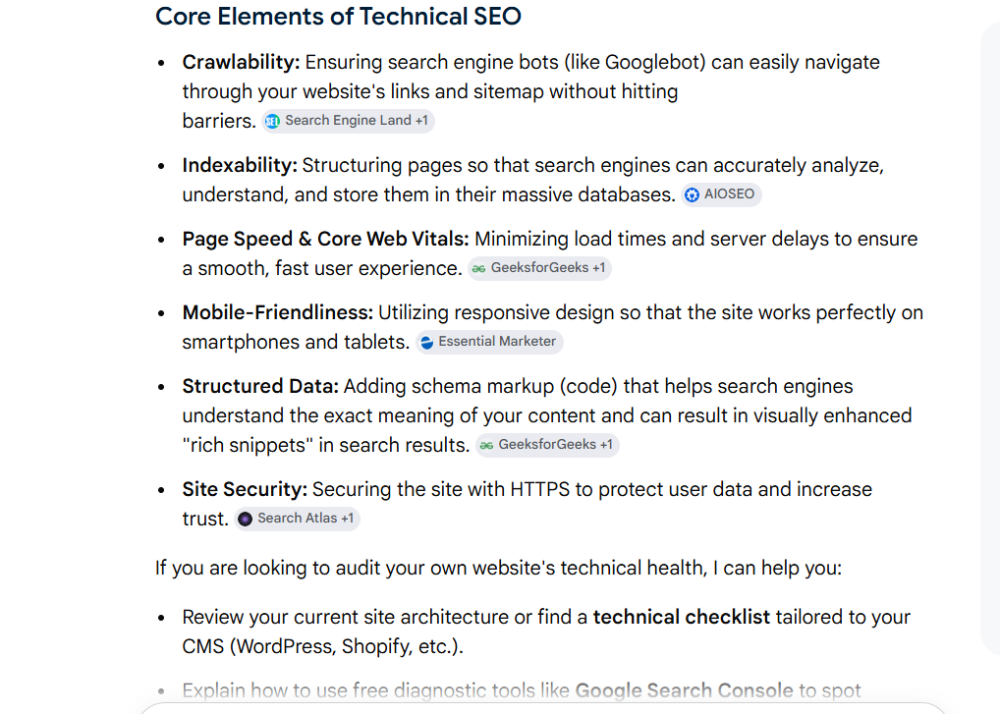 Core Elements of Technical SEO
• Crawlability: Ensuring search engine bots (like Googlebot) can easily navigate
through your website's links and sitemap without hitting
barriers. SEL Search Engine Land +1
• Indexability: Structuring pages so that search engines can accurately analyze,
understand, and store them in their massive databases. AIOSEO
• Page Speed & Core Web Vitals: Minimizing load times and server delays to ensure
a smooth, fast user experience. GeeksforGeeks +1
• Mobile-Friendliness: Utilizing responsive design so that the site works perfectly on
smartphones and tablets. Essential Marketer
• Structured Data: Adding schema markup (code) that helps search engines
understand the exact meaning of your content and can result in visually enhanced
"rich snippets" in search results. GeeksforGeeks +1
• Site Security: Securing the site with HTTPS to protect user data and increase
trust. Search Atlas +1
If you are looking to audit your own website's technical health, I can help you:
• Review your current site architecture or find a technical checklist tailored to your
CMS (WordPress, Shopify, etc.).
• Explain how to use free diagnostic tools like Google Search Console to spot